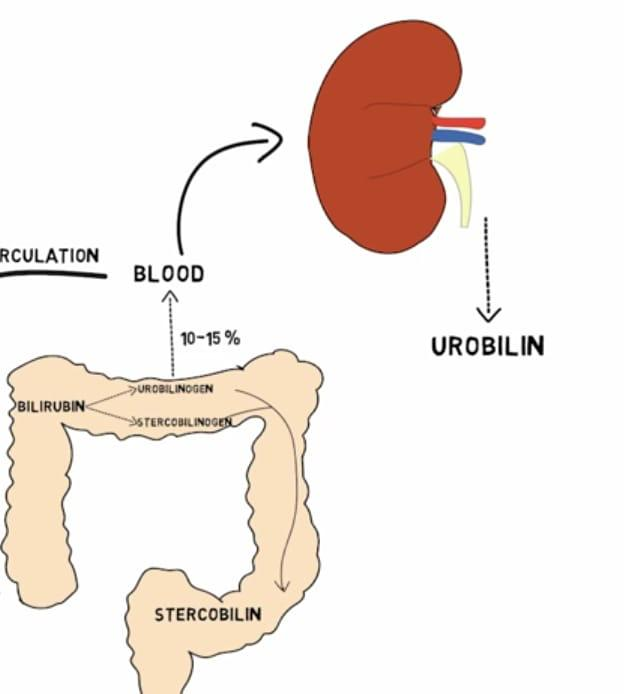 RCULATION
BLOOD
10-15 %
UROBILIN
UROBILINOGEN
BILIRUBIN
STERCOBILINOGEN
STERCOBILIN